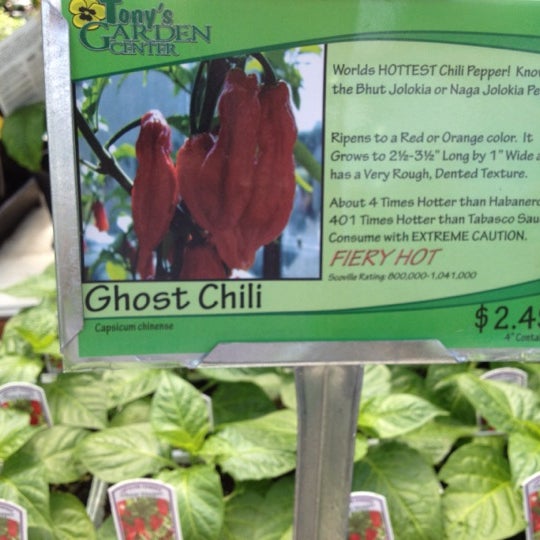 Tony's
GARDEN
CENTER
Worlds HOTTEST Chili Pepper! Know
the Bhut Jolokia or Naga Jolokia Pe
Ripens to a Red or Orange color. It
Grows to 2½-3½" Long by 1" Wide a
has a Very Rough, Dented Texture.
About 4 Times Hotter than Habanero
401 Times Hotter than Tabasco Sau
Consume with EXTREME CAUTION.
FIERY HOT
Scoville Rating: 800,000-1,041,000
Ghost Chili
Capsicum chinense
$2.4
4" Conta